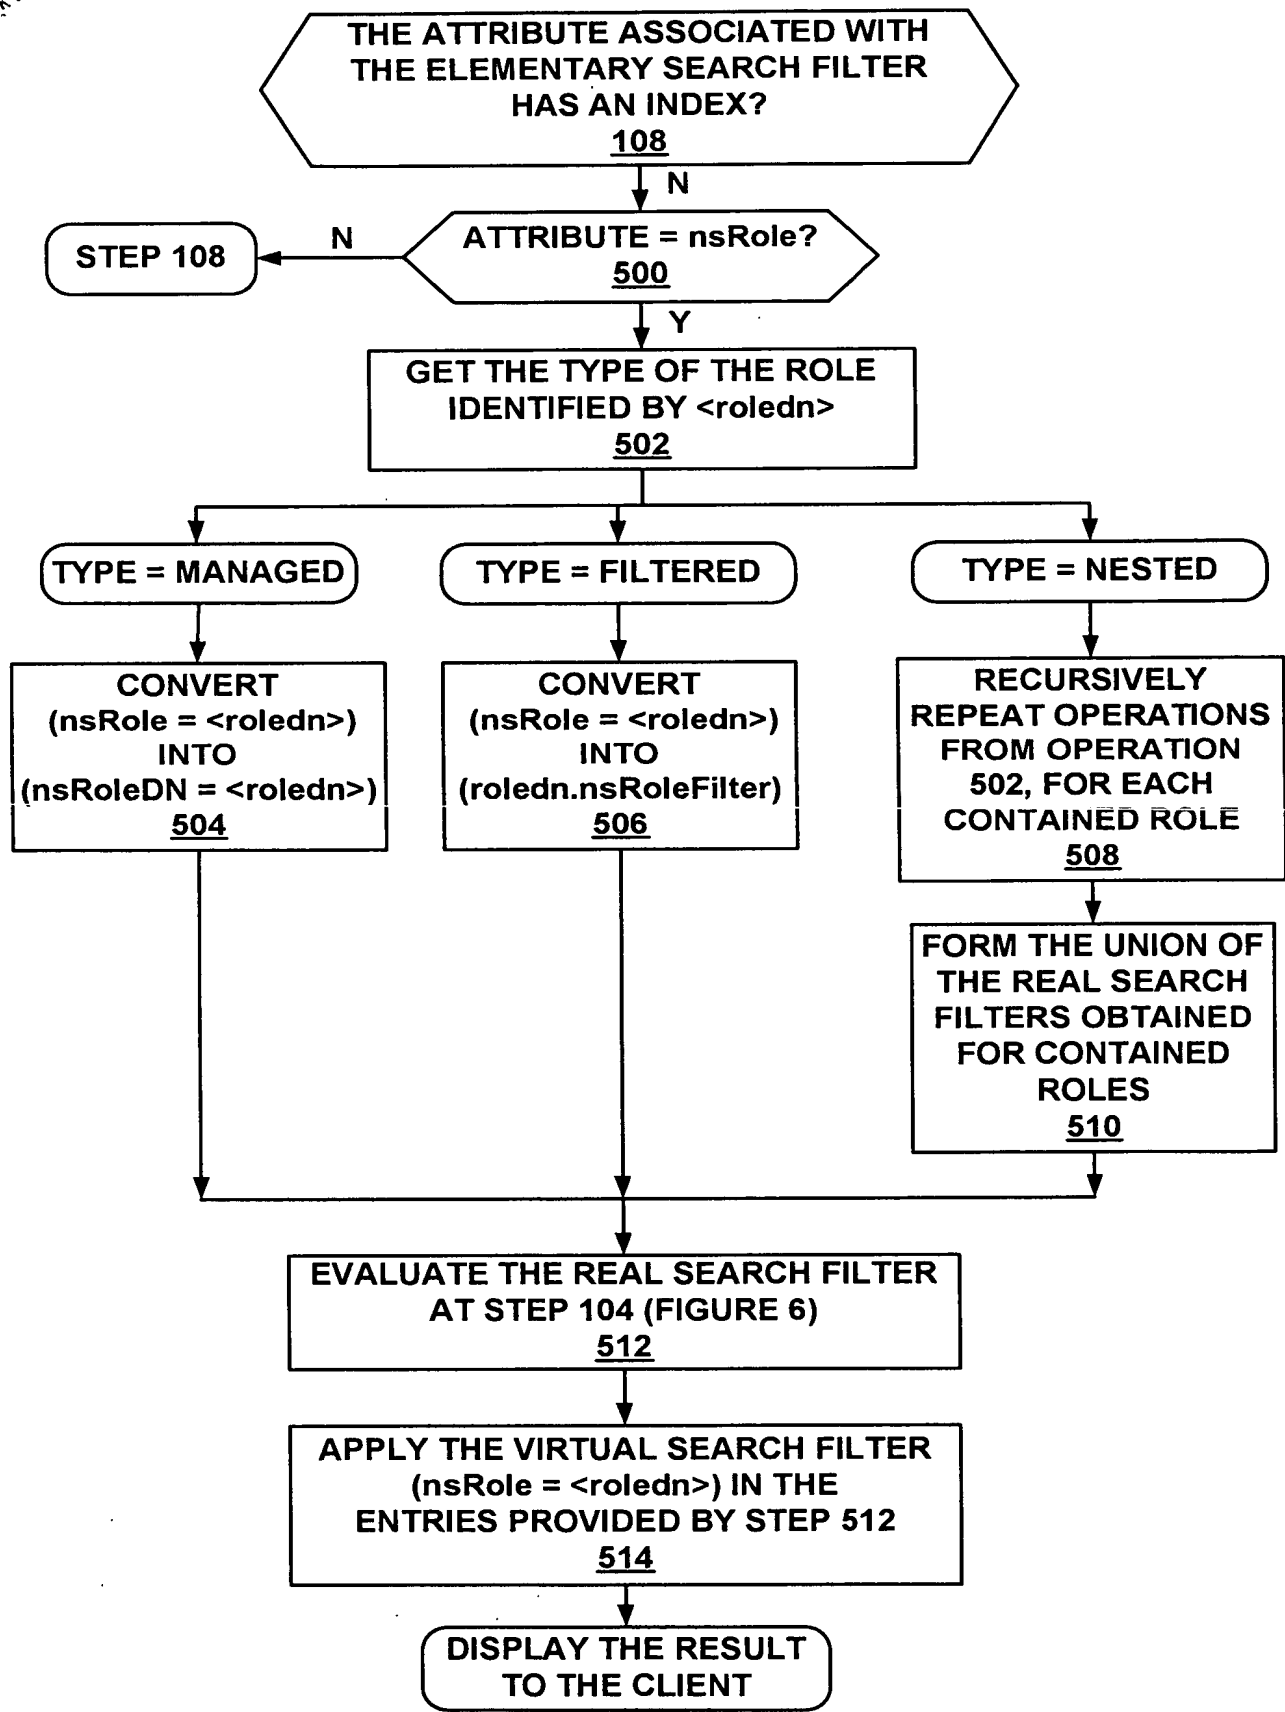 THE ATTRIBUTE ASSOCIATED WITH
THE ELEMENTARY SEARCH FILTER
HAS AN INDEX?
108
N
ATTRIBUTE = nsRole?
500
N
STEP 108
Y
GET THE TYPE OF THE ROLE
IDENTIFIED BY <roledn>
502
TYPE = MANAGED
TYPE = FILTERED
TYPE = NESTED
CONVERT
(nsRole = <roledn>)
INTO
(nsRoleDN = <roledn>)
504
CONVERT
(nsRole = <roledn>)
INTO
(roledn.nsRoleFilter)
506
RECURSIVELY
REPEAT OPERATIONS
FROM OPERATION
502, FOR EACH
CONTAINED ROLE
508
FORM THE UNION OF
THE REAL SEARCH
FILTERS OBTAINED
FOR CONTAINED
ROLES
510
EVALUATE THE REAL SEARCH FILTER
AT STEP 104 (FIGURE 6)
512
APPLY THE VIRTUAL SEARCH FILTER
(nsRole = <roledn>) IN THE
ENTRIES PROVIDED BY STEP 512
514
DISPLAY THE RESULT
TO THE CLIENT